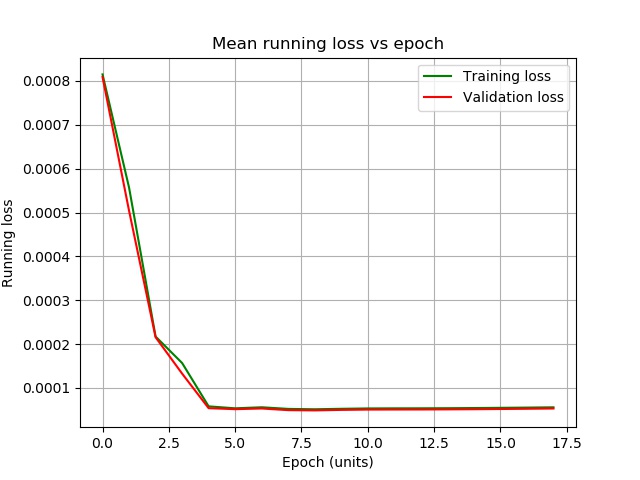 Mean running loss vs epoch
Training loss
Validation loss
0.0008
0.0007
0.0006
0.0005
0.0004
0.0003
0.0002
0.0001
Running loss
0.0 2.5 5.0 7.5 10.0 12.5 15.0 17.5
Epoch (units)